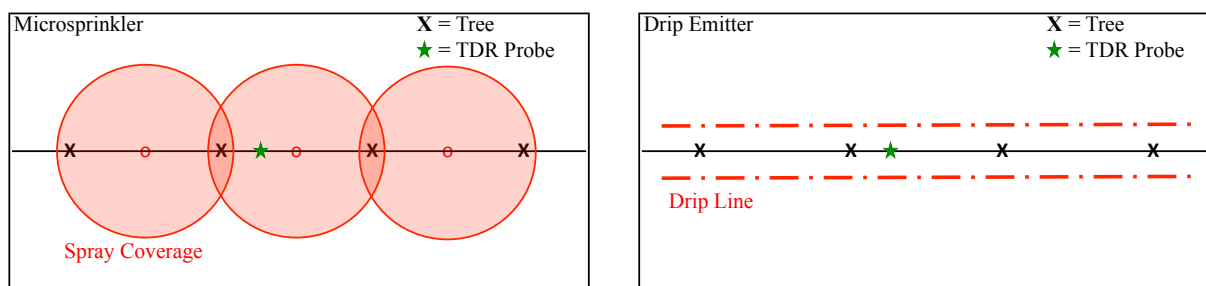 Microsprinkler
X = Tree
★ = TDR Probe
X o X ★ o X o X
Spray Coverage
Drip Emitter
X = Tree
★ = TDR Probe
X X ★ X X
Drip Line